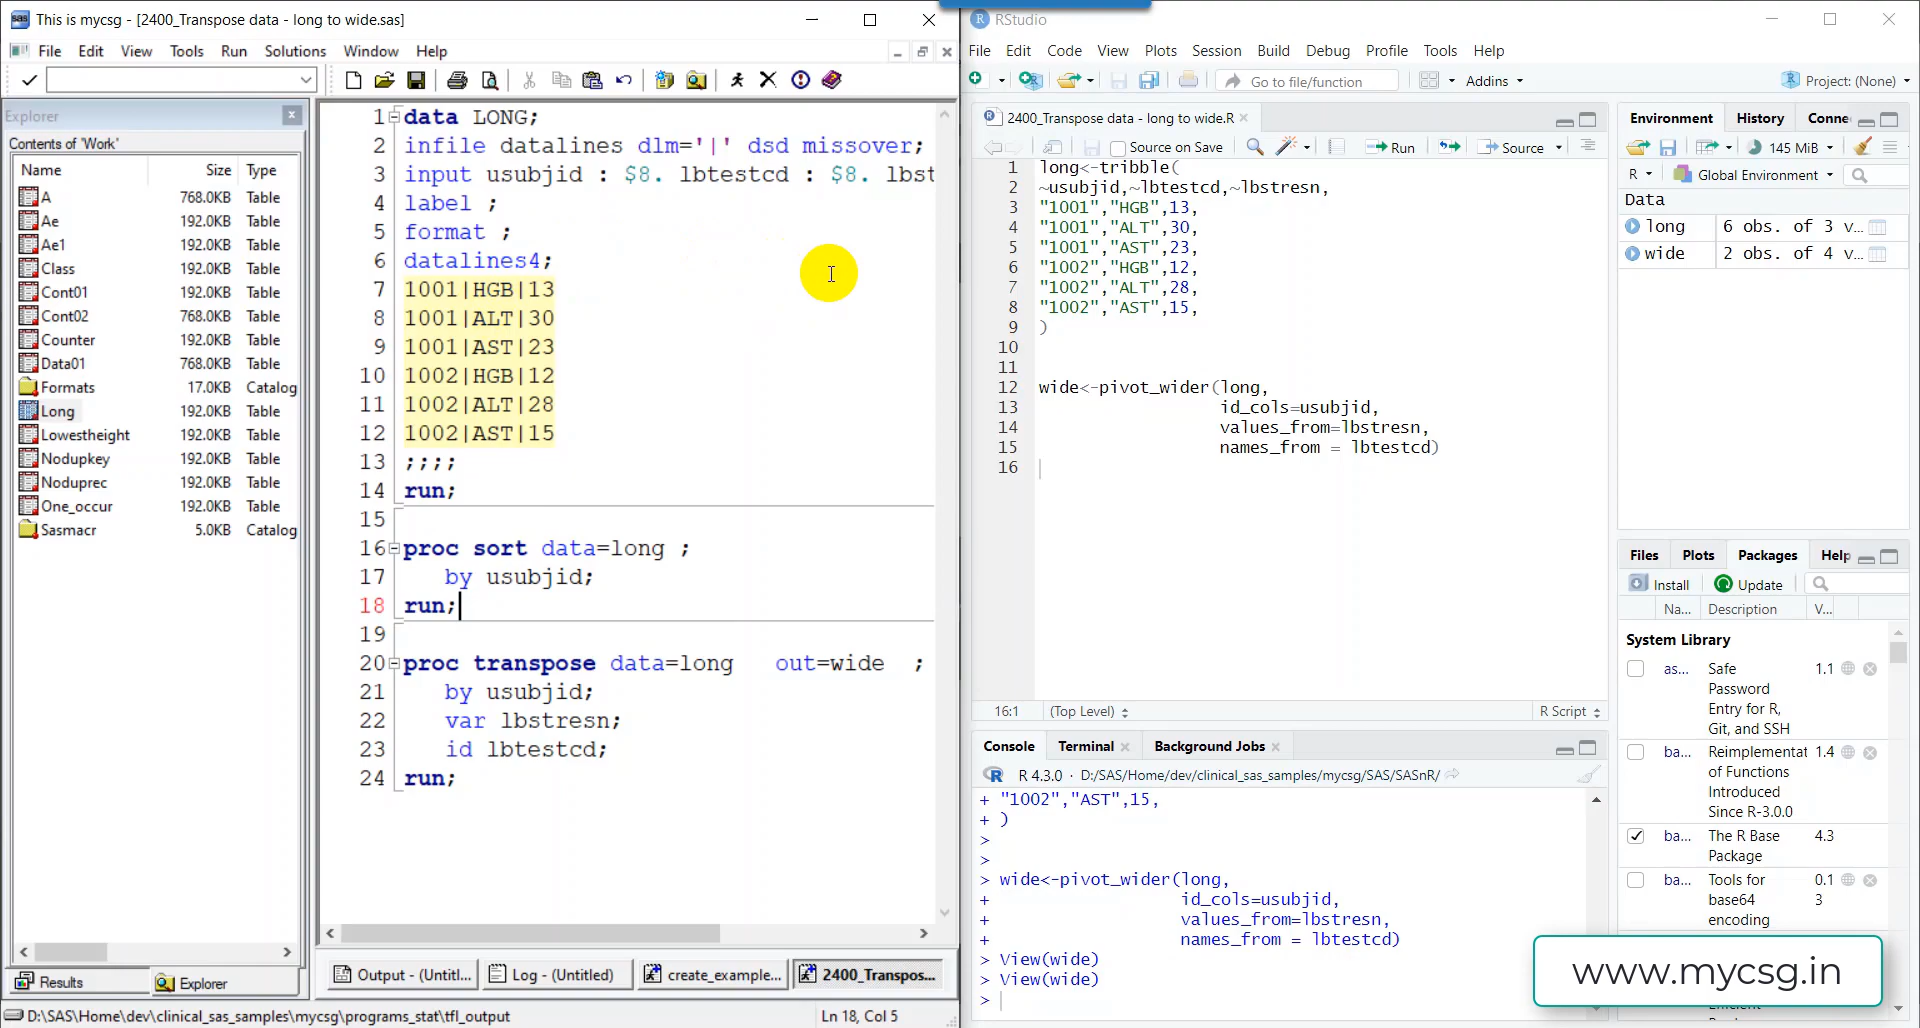 This is mycsg - [2400_Transpose data - long to wide.sas]
File Edit View Tools Run Solutions Window Help
Explorer
Contents of 'Work'
Name Size Type
A 768.0KB Table
Ae 192.0KB Table
Ae1 192.0KB Table
Class 192.0KB Table
Cont01 192.0KB Table
Cont02 768.0KB Table
Counter 192.0KB Table
Data01 768.0KB Table
Formats 17.0KB Catalog
Long 192.0KB Table
Lowestheight 192.0KB Table
Nodupkey 192.0KB Table
Noduprec 192.0KB Table
One_occur 192.0KB Table
Sasmacr 5.0KB Catalog
Results Explorer
1 data LONG;
2 infile datalines dlm='|' dsd missover;
3 input usubjid : $8. lbtestcd : $8. lbst
4 label ;
5 format ;
6 datalines4;
7 1001|HGB|13
8 1001|ALT|30
9 1001|AST|23
10 1002|HGB|12
11 1002|ALT|28
12 1002|AST|15
13 ;;;;
14 run;
15
16 proc sort data=long ;
17 by usubjid;
18 run;
19
20 proc transpose data=long out=wide ;
21 by usubjid;
22 var lbstresn;
23 id lbtestcd;
24 run;
Output - (Untitl... Log - (Untitled) create_example... 2400_Transpos...
D:\SAS\Home\dev\clinical_sas_samples\mycsg\programs_stat\tfl_output Ln 18, Col 5
RStudio
File Edit Code View Plots Session Build Debug Profile Tools Help
Go to file/function Addins Project: (None)
2400_Transpose data - long to wide.R
Source on Save Run Source
1 long<-tribble(
2 ~usubjid,~lbtestcd,~lbstresn,
3 "1001","HGB",13,
4 "1001","ALT",30,
5 "1001","AST",23,
6 "1002","HGB",12,
7 "1002","ALT",28,
8 "1002","AST",15,
9 )
10
11
12 wide<-pivot_wider(long,
13 id_cols=usubjid,
14 values_from=lbstresn,
15 names_from = lbtestcd)
16
16:1 (Top Level) R Script
Console Terminal Background Jobs
R 4.3.0 · D:/SAS/Home/dev/clinical_sas_samples/mycsg/SAS/SASnR/
+ "1002","AST",15,
+ )
>
>
> wide<-pivot_wider(long,
+ id_cols=usubjid,
+ values_from=lbstresn,
+ names_from = lbtestcd)
> View(wide)
> View(wide)
>
Environment History Conne
145 MiB
R Global Environment
Data
long 6 obs. of 3 v...
wide 2 obs. of 4 v...
Files Plots Packages Help
Install Update
Na... Description V...
System Library
as... Safe Password Entry for R, Git, and SSH 1.1
ba... Reimplementat of Functions Introduced Since R-3.0.0 1.4
ba... The R Base Package 4.3
ba... Tools for base64 encoding 0.1 3
www.mycsg.in